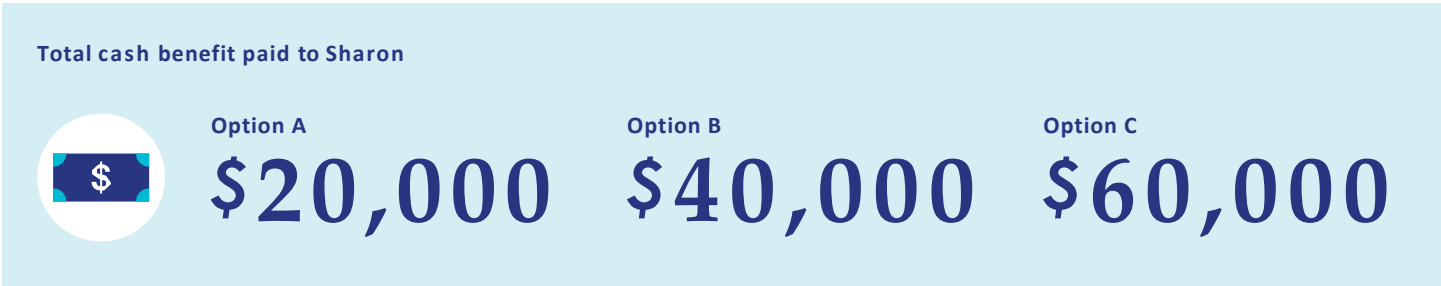 Total cash benefit paid to Sharon
Option A
Option B
Option C
$
$20,000
$40,000
$60,000